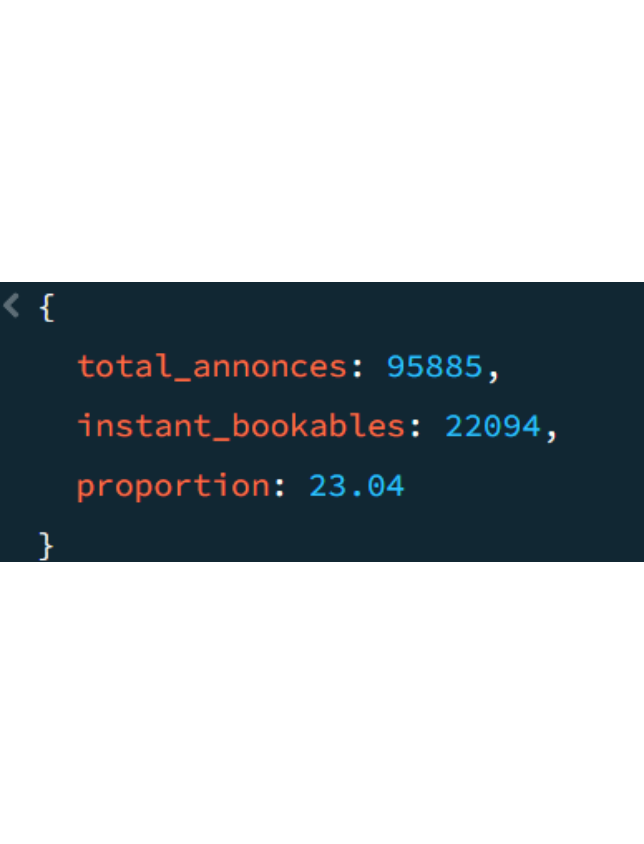 {
total_annonces: 95885,
instant_bookables: 22094,
proportion: 23.04
}